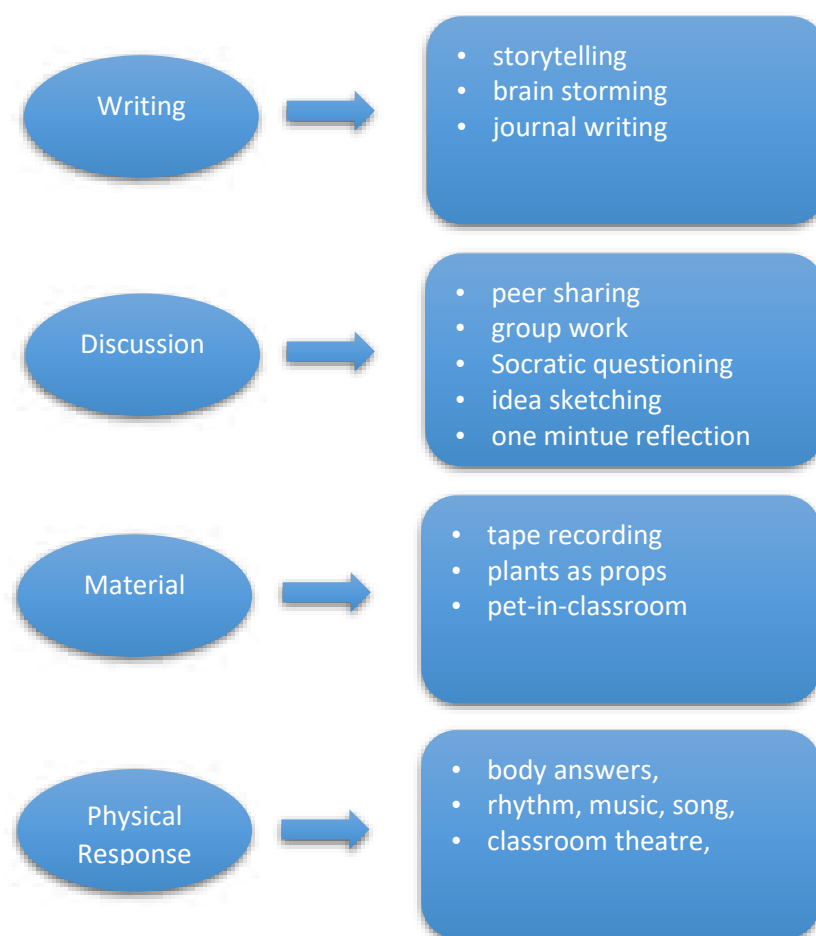 Writing
• storytelling
• brain storming
• journal writing
Discussion
• peer sharing
• group work
• Socratic questioning
• idea sketching
• one mintue reflection
Material
• tape recording
• plants as props
• pet-in-classroom
Physical
Response
• body answers,
• rhythm, music, song,
• classroom theatre,